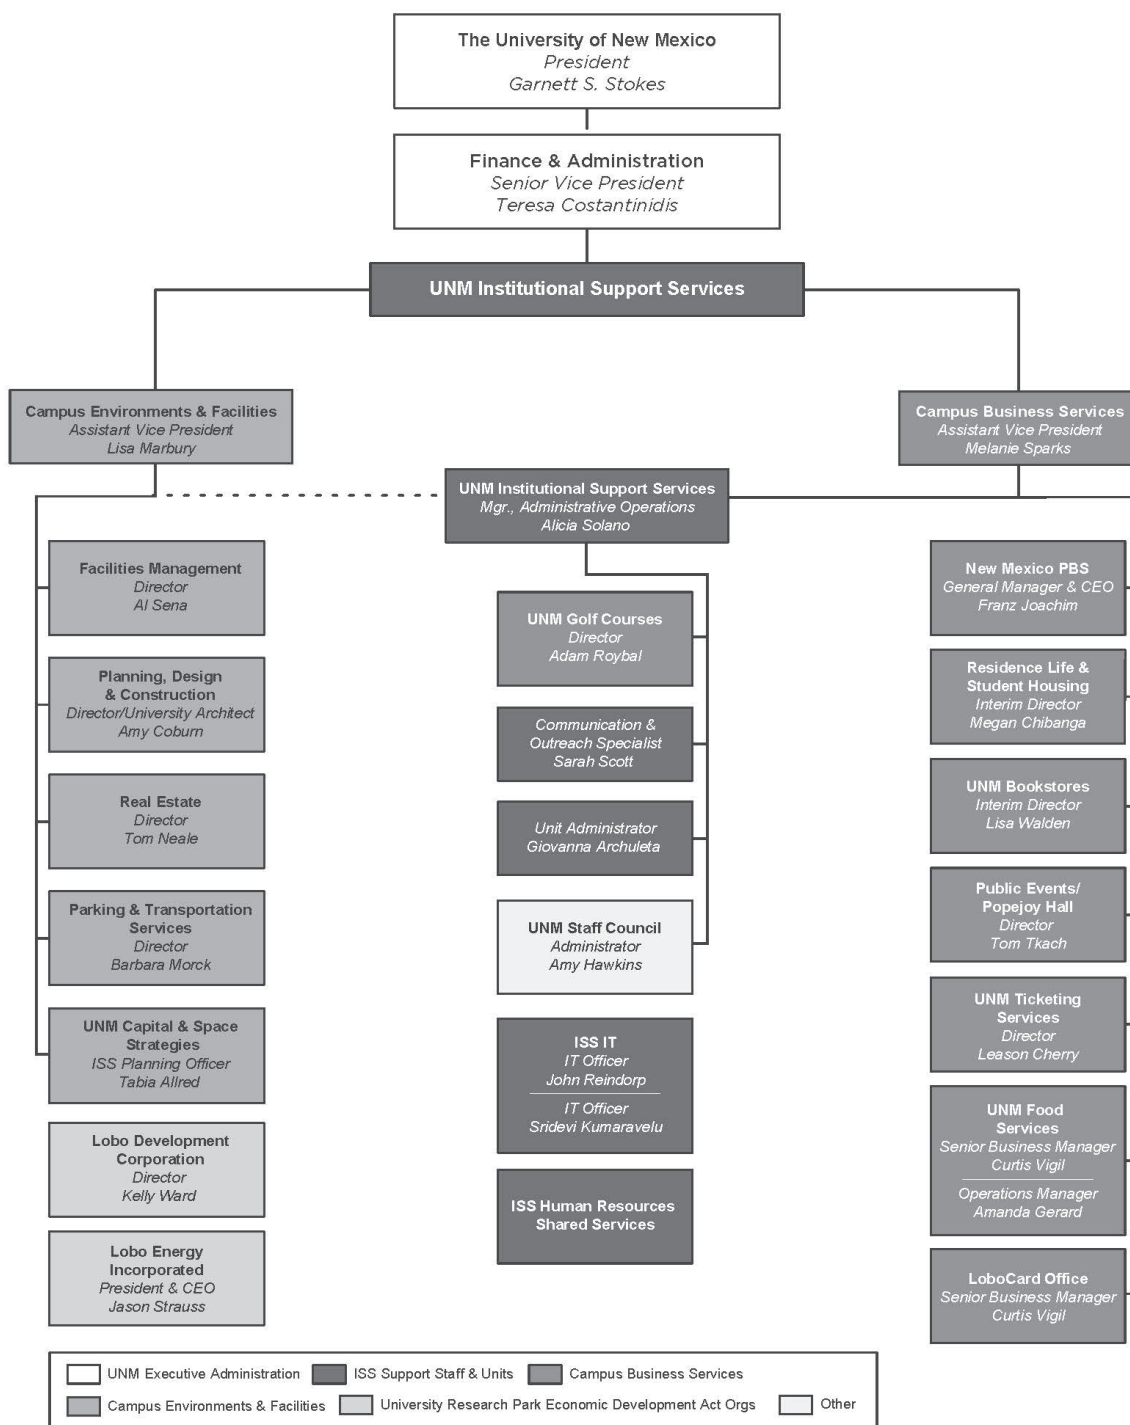 The University of New Mexico
President
Garnett S. Stokes
Finance & Administration
Senior Vice President
Teresa Costantinidis
UNM Institutional Support Services
Campus Environments & Facilities
Assistant Vice President
Lisa Marbury
Campus Business Services
Assistant Vice President
Melanie Sparks
UNM Institutional Support Services
Mgr., Administrative Operations
Alicia Solano
Facilities Management
Director
Al Sena
Planning, Design
& Construction
Director/University Architect
Amy Coburn
Real Estate
Director
Tom Neale
Parking & Transportation
Services
Director
Barbara Morck
UNM Capital & Space
Strategies
ISS Planning Officer
Tabia Allred
Lobo Development
Corporation
Director
Kelly Ward
Lobo Energy
Incorporated
President & CEO
Jason Strauss
UNM Golf Courses
Director
Adam Roybal
Communication &
Outreach Specialist
Sarah Scott
Unit Administrator
Giovanna Archuleta
UNM Staff Council
Administrator
Amy Hawkins
ISS IT
IT Officer
John Reindorp
IT Officer
Sridevi Kumaravelu
ISS Human Resources
Shared Services
New Mexico PBS
General Manager & CEO
Franz Joachim
Residence Life &
Student Housing
Interim Director
Megan Chibanga
UNM Bookstores
Interim Director
Lisa Walden
Public Events/
Popejoy Hall
Director
Tom Tkach
UNM Ticketing
Services
Director
Leason Cherry
UNM Food
Services
Senior Business Manager
Curtis Vigil
Operations Manager
Amanda Gerard
LoboCard Office
Senior Business Manager
Curtis Vigil
UNM Executive Administration
ISS Support Staff & Units
Campus Business Services
Campus Environments & Facilities
University Research Park Economic Development Act Orgs
Other